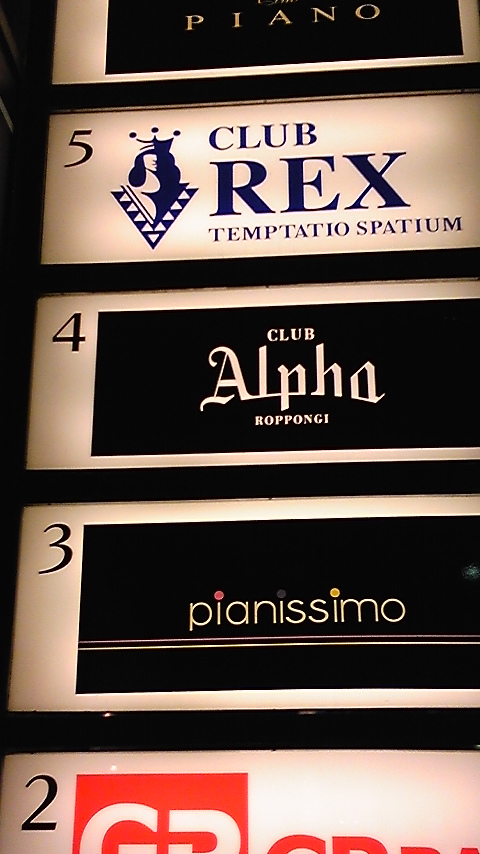 PIANO
5
CLUB
REX
TEMPTATIO SPATIUM
4
CLUB
Alpha
ROPPONGI
3
pianissimo
2